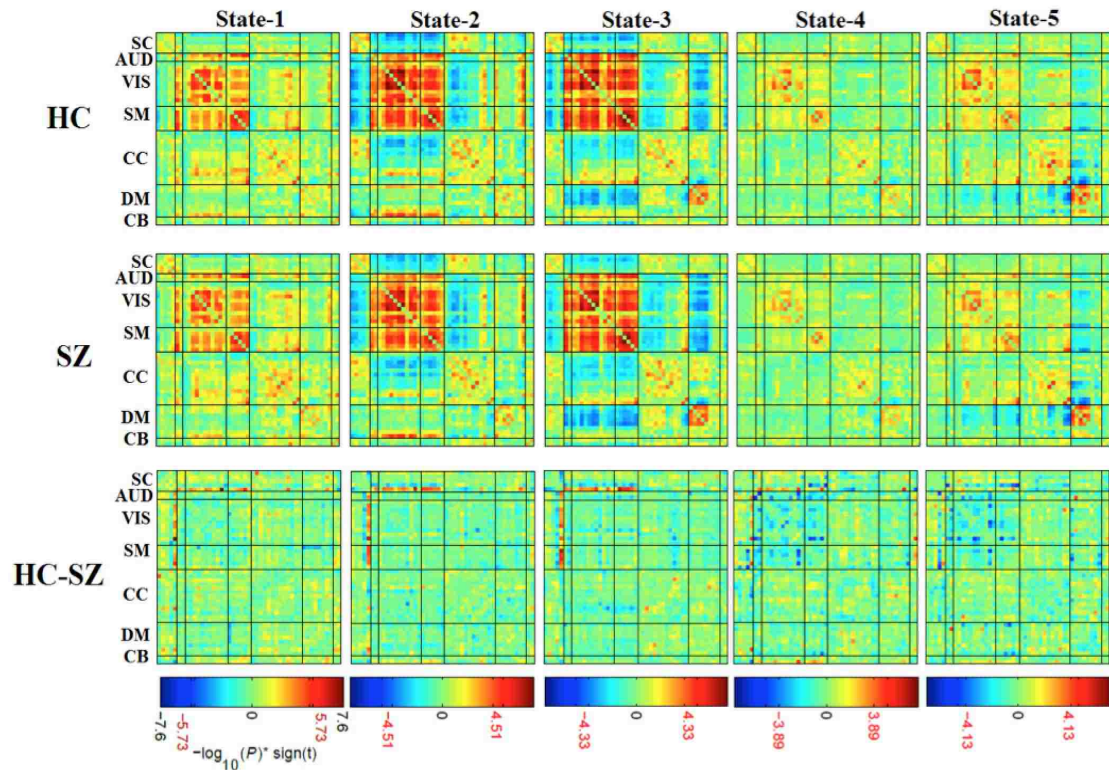 State-1 State-2 State-3 State-4 State-5
HC
SC
AUD
VIS
SM
CC
DM
CB
SZ
SC
AUD
VIS
SM
CC
DM
CB
HC-SZ
SC
AUD
VIS
SM
CC
DM
CB
-7.6 -5.73 0 5.73 7.6
-4.51 0 4.51
-4.33 0 4.33
-3.89 0 3.89
-4.13 0 4.13
-log10(P)* sign(t)